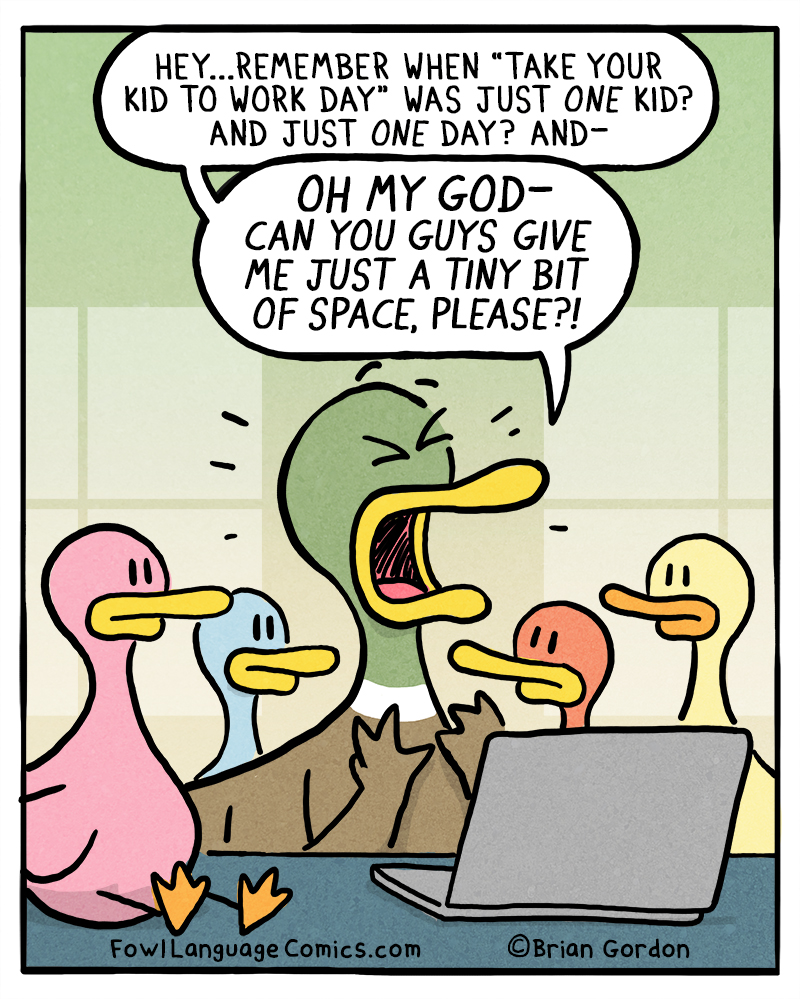 HEY...REMEMBER WHEN "TAKE YOUR
KID TO WORK DAY" WAS JUST ONE KID?
AND JUST ONE DAY? AND-
OH MY GOD-
CAN YOU GUYS GIVE
ME JUST A TINY BIT
OF SPACE, PLEASE?!
FowlLanguageComics.com
©Brian Gordon